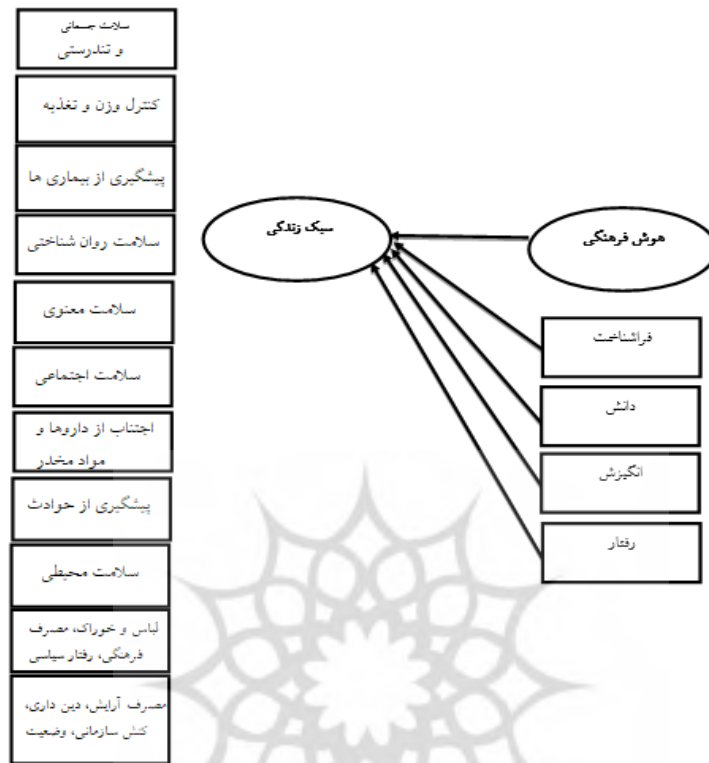 سلامت جسمانی
و تندرستی
کنترل وزن و تغذیه
پیشگیری از بیماری ها
سلامت روان شناختی
سلامت معنوی
سلامت اجتماعی
اجتناب از داروها و
مواد مخدر
پیشگیری از حوادث
سلامت محیطی
لباس و خوراک، مصرف
فرهنگی، رفتار سیاسی
مصرف آرایش، دین داری،
کنش سازمانی، وضعیت
سبک زندگی
هوش فرهنگی
فراشناخت
دانش
انگیزش
رفتار